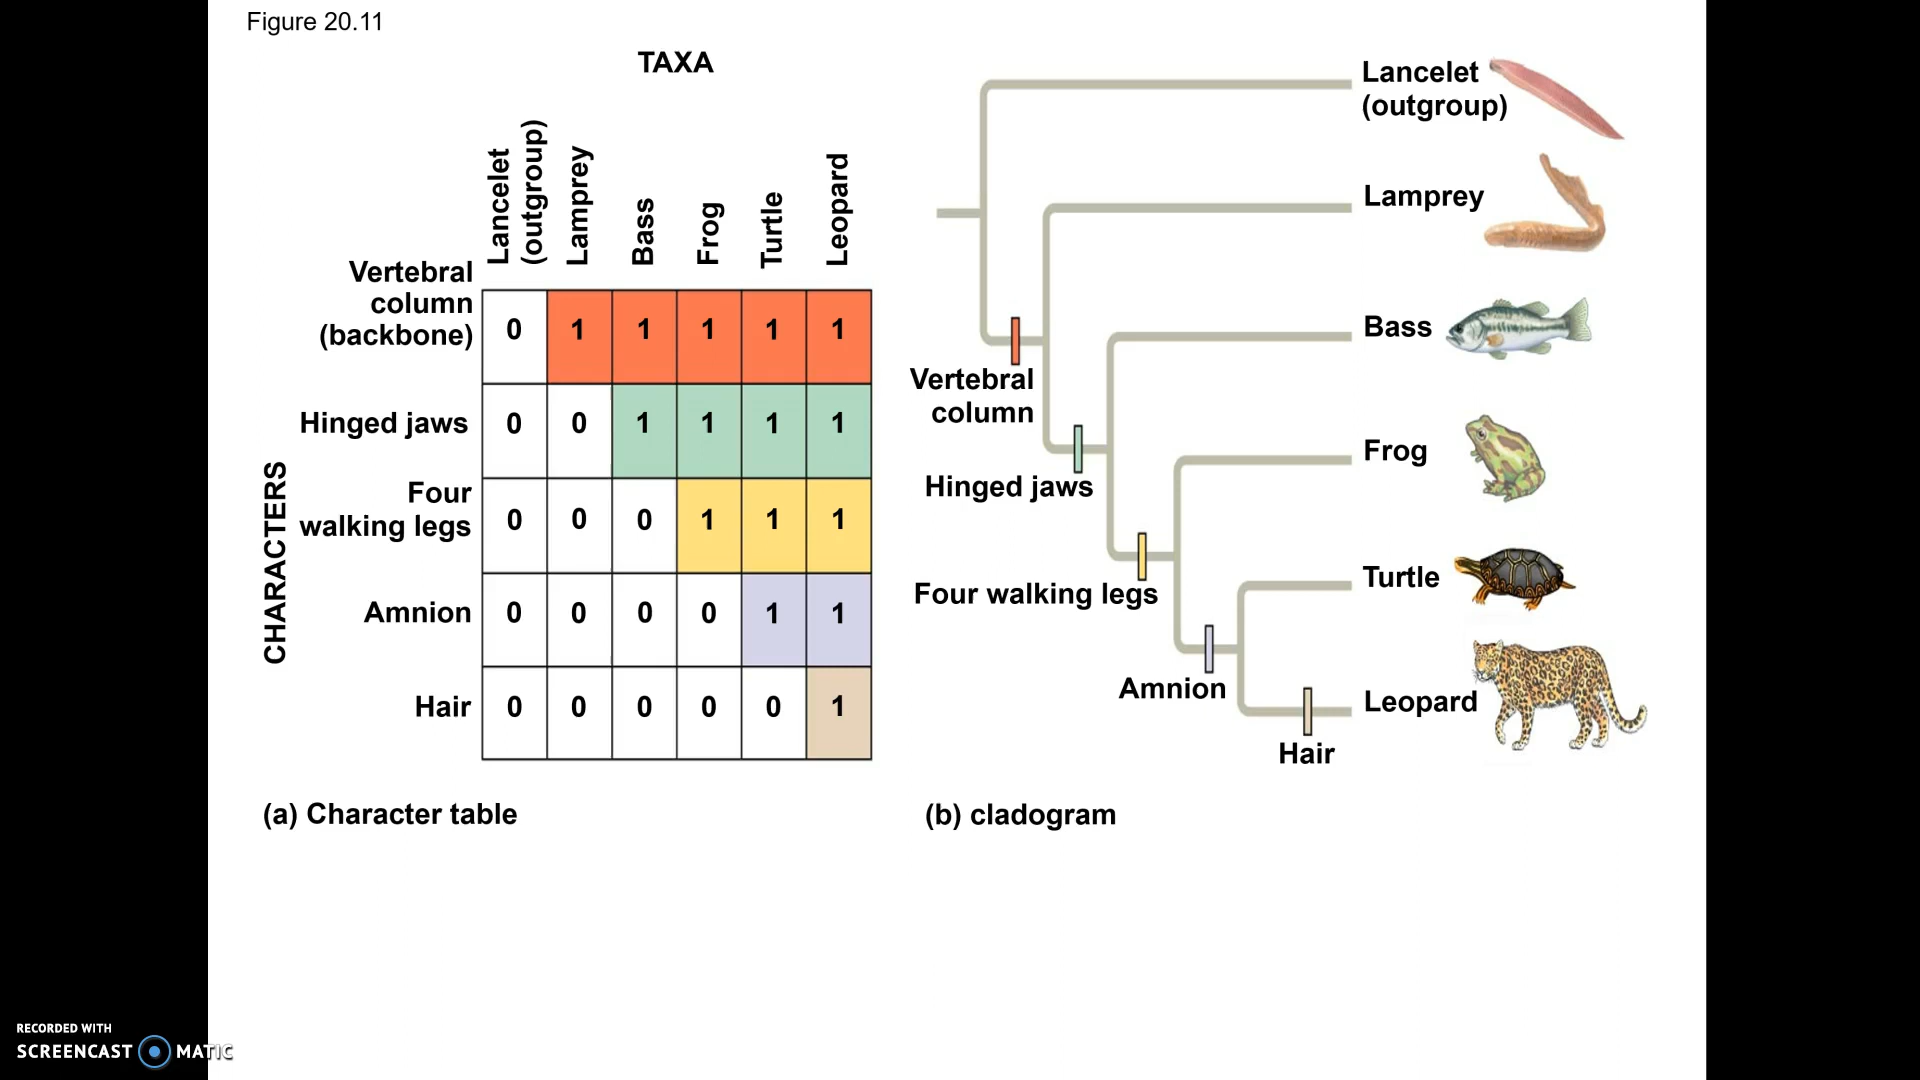 Figure 20.11
TAXA
Lancelet
(outgroup)
Lamprey
Bass
Frog
Turtle
Leopard
CHARACTERS
Vertebral
column
(backbone)
0 1 1 1 1 1
Hinged jaws
0 0 1 1 1 1
Four
walking legs
0 0 0 1 1 1
Amnion
0 0 0 0 1 1
Hair
0 0 0 0 0 1
(a) Character table
Lancelet
(outgroup)
Lamprey
Bass
Vertebral
column
Frog
Hinged jaws
Turtle
Four walking legs
Amnion
Leopard
Hair
(b) cladogram
RECORDED WITH
SCREENCAST MATIC